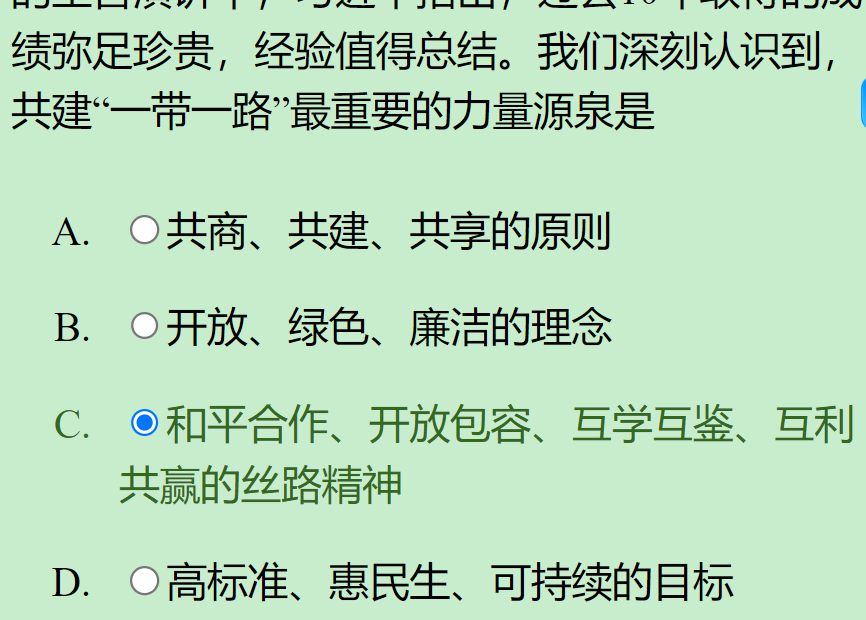 绩弥足珍贵，经验值得总结。我们深刻认识到，
共建“一带一路”最重要的力量源泉是
A. 共商、共建、共享的原则
B. 开放、绿色、廉洁的理念
C. 和平合作、开放包容、互学互鉴、互利
共赢的丝路精神
D. 高标准、惠民生、可持续的目标